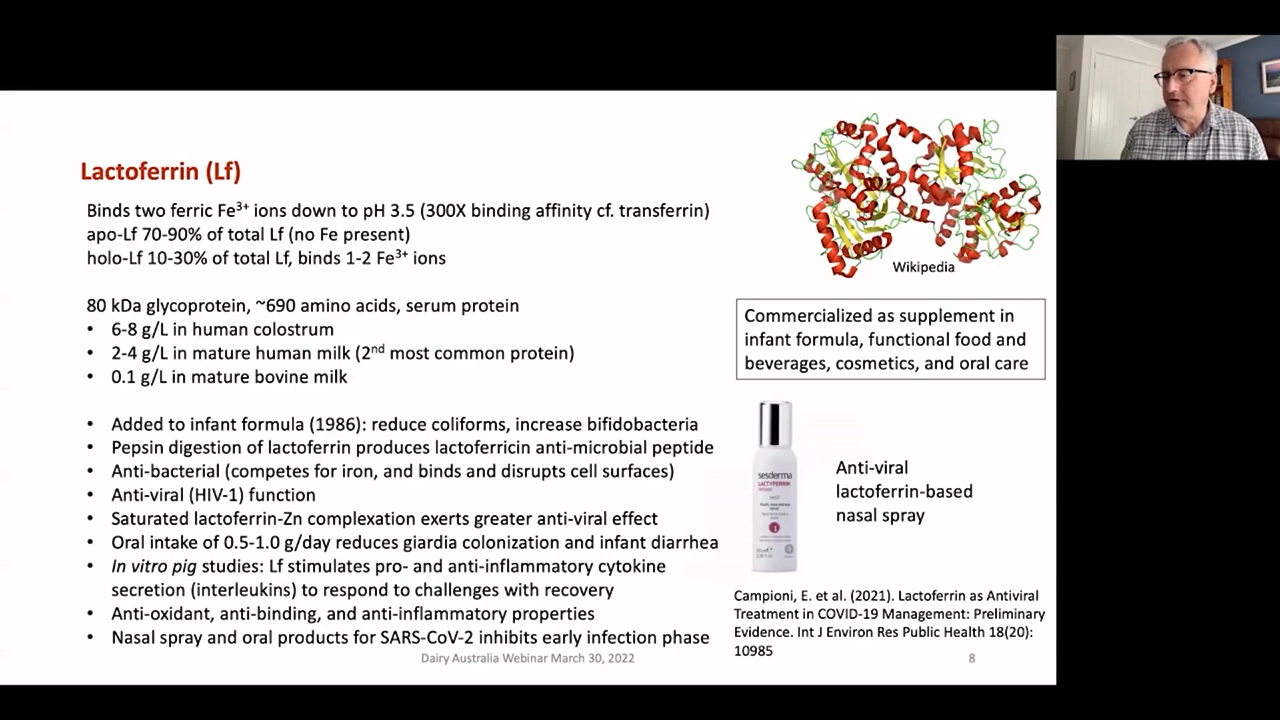 Lactoferrin (Lf)
Binds two ferric Fe³⁺ ions down to pH 3.5 (300X binding affinity cf. transferrin)
apo-Lf 70-90% of total Lf (no Fe present)
holo-Lf 10-30% of total Lf, binds 1-2 Fe³⁺ ions
80 kDa glycoprotein, ~690 amino acids, serum protein
• 6-8 g/L in human colostrum
• 2-4 g/L in mature human milk (2ⁿᵈ most common protein)
• 0.1 g/L in mature bovine milk
• Added to infant formula (1986): reduce coliforms, increase bifidobacteria
• Pepsin digestion of lactoferrin produces lactoferricin anti-microbial peptide
• Anti-bacterial (competes for iron, and binds and disrupts cell surfaces)
• Anti-viral (HIV-1) function
• Saturated lactoferrin-Zn complexation exerts greater anti-viral effect
• Oral intake of 0.5-1.0 g/day reduces giardia colonization and infant diarrhea
• In vitro pig studies: Lf stimulates pro- and anti-inflammatory cytokine
secretion (interleukins) to respond to challenges with recovery
• Anti-oxidant, anti-binding, and anti-inflammatory properties
• Nasal spray and oral products for SARS-CoV-2 inhibits early infection phase
Wikipedia
Commercialized as supplement in
infant formula, functional food and
beverages, cosmetics, and oral care
sesderma
LACTYFERRIN
Anti-viral
lactoferrin-based
nasal spray
Campioni, E. et al. (2021). Lactoferrin as Antiviral
Treatment in COVID-19 Management: Preliminary
Evidence. Int J Environ Res Public Health 18(20):
10985
Dairy Australia Webinar March 30, 2022
8